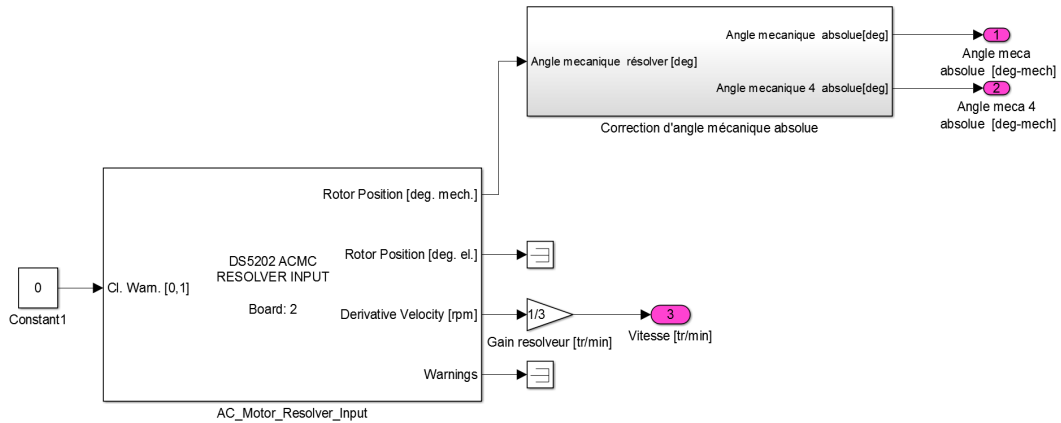 Angle mecanique  absolue[deg]
1
Angle meca
absolue  [deg-mech]
Angle mecanique  résolver [deg]
Angle mecanique 4  absolue[deg]
2
Angle meca 4
absolue  [deg-mech]
Correction d'angle mécanique absolue
Rotor Position [deg. mech.]
DS5202 ACMC
RESOLVER INPUT
Board: 2
Rotor Position [deg. el.]
0
Constant1
Cl. Warn. [0,1]
Derivative Velocity [rpm]
1/3
Gain resolveur [tr/min]
3
Vitesse [tr/min]
Warnings
AC_Motor_Resolver_Input